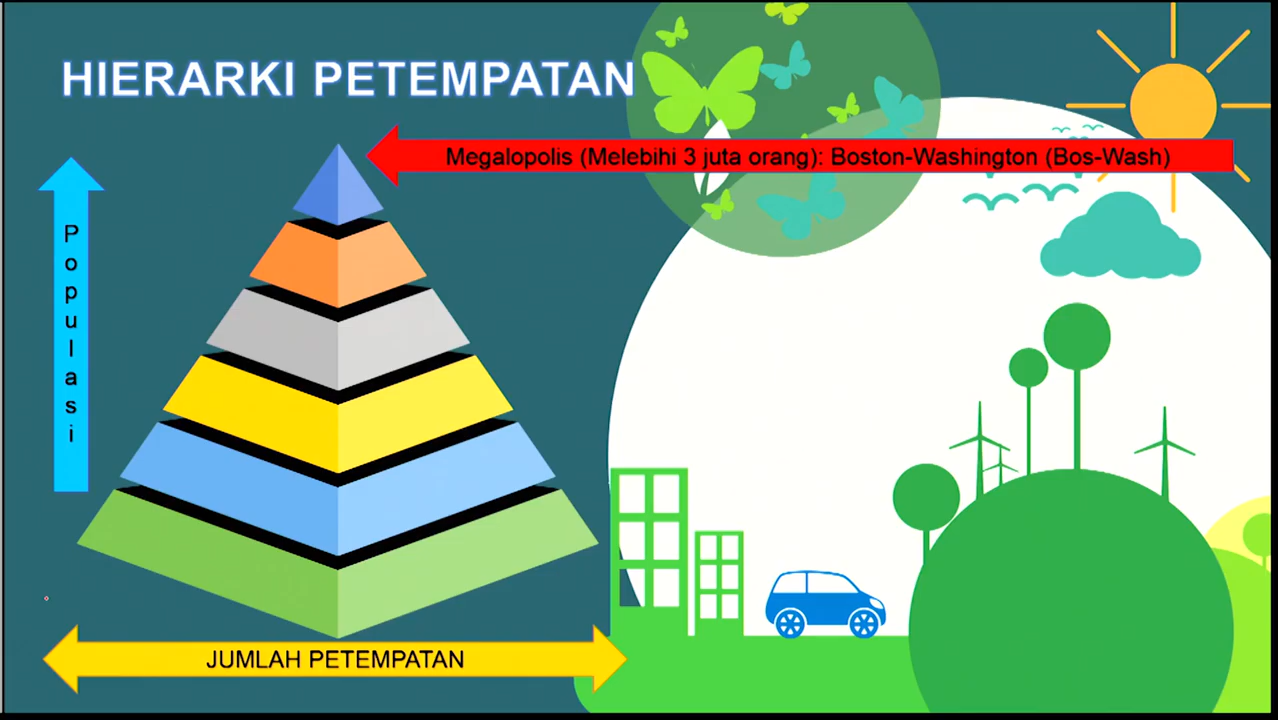 HIERARKI PETEMPATAN
Megalopolis (Melebihi 3 juta orang): Boston-Washington (Bos-Wash)
Populasi
JUMLAH PETEMPATAN